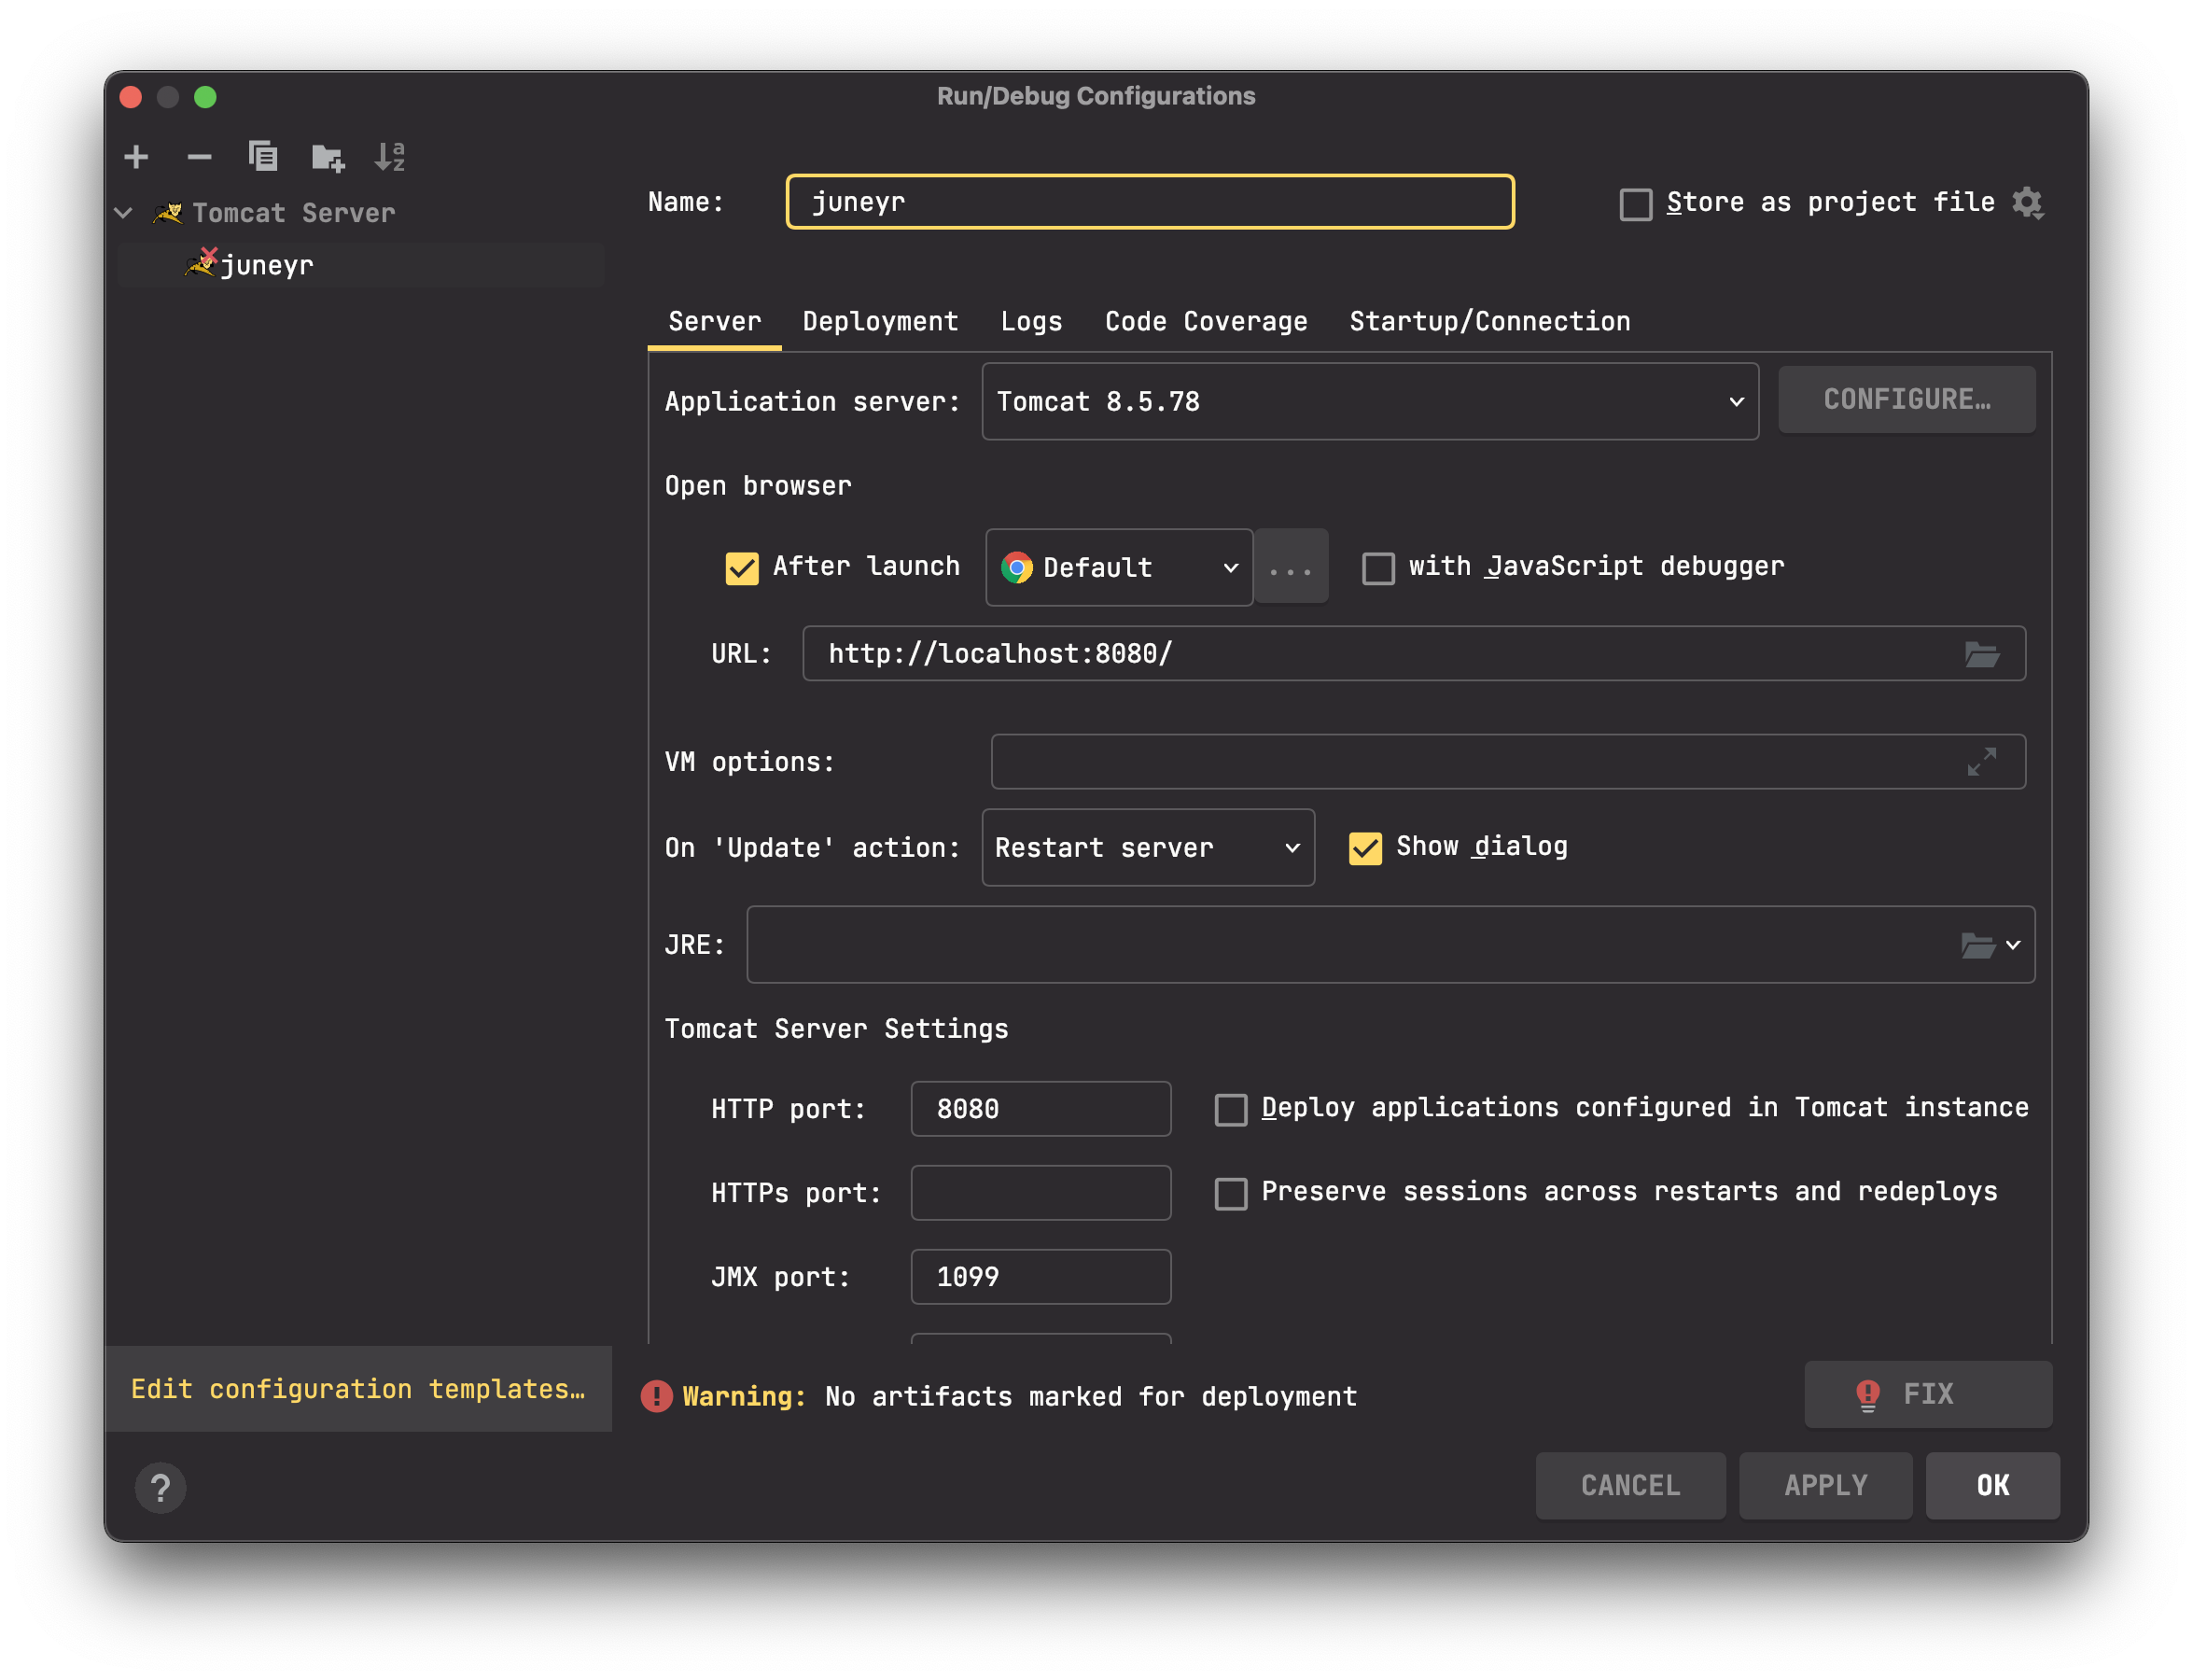 Run/Debug Configurations
Tomcat Server
juneyr
Name: juneyr Store as project file
Server Deployment Logs Code Coverage Startup/Connection
Application server: Tomcat 8.5.78 CONFIGURE…
Open browser
After launch Default ... with JavaScript debugger
URL: http://localhost:8080/
VM options:
On 'Update' action: Restart server Show dialog
JRE:
Tomcat Server Settings
HTTP port: 8080 Deploy applications configured in Tomcat instance
HTTPs port: Preserve sessions across restarts and redeploys
JMX port: 1099
Edit configuration templates…
Warning: No artifacts marked for deployment FIX
? CANCEL APPLY OK